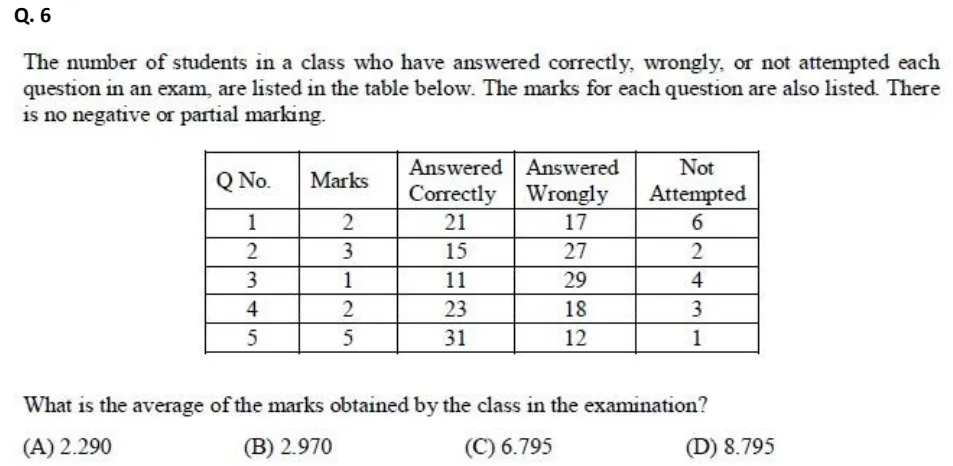 Q. 6
The number of students in a class who have answered correctly, wrongly, or not attempted each
question in an exam, are listed in the table below. The marks for each question are also listed. There
is no negative or partial marking.
Q No. Marks Answered Correctly Answered Wrongly Not Attempted
1 2 21 17 6
2 3 15 27 2
3 1 11 29 4
4 2 23 18 3
5 5 31 12 1
What is the average of the marks obtained by the class in the examination?
(A) 2.290 (B) 2.970 (C) 6.795 (D) 8.795